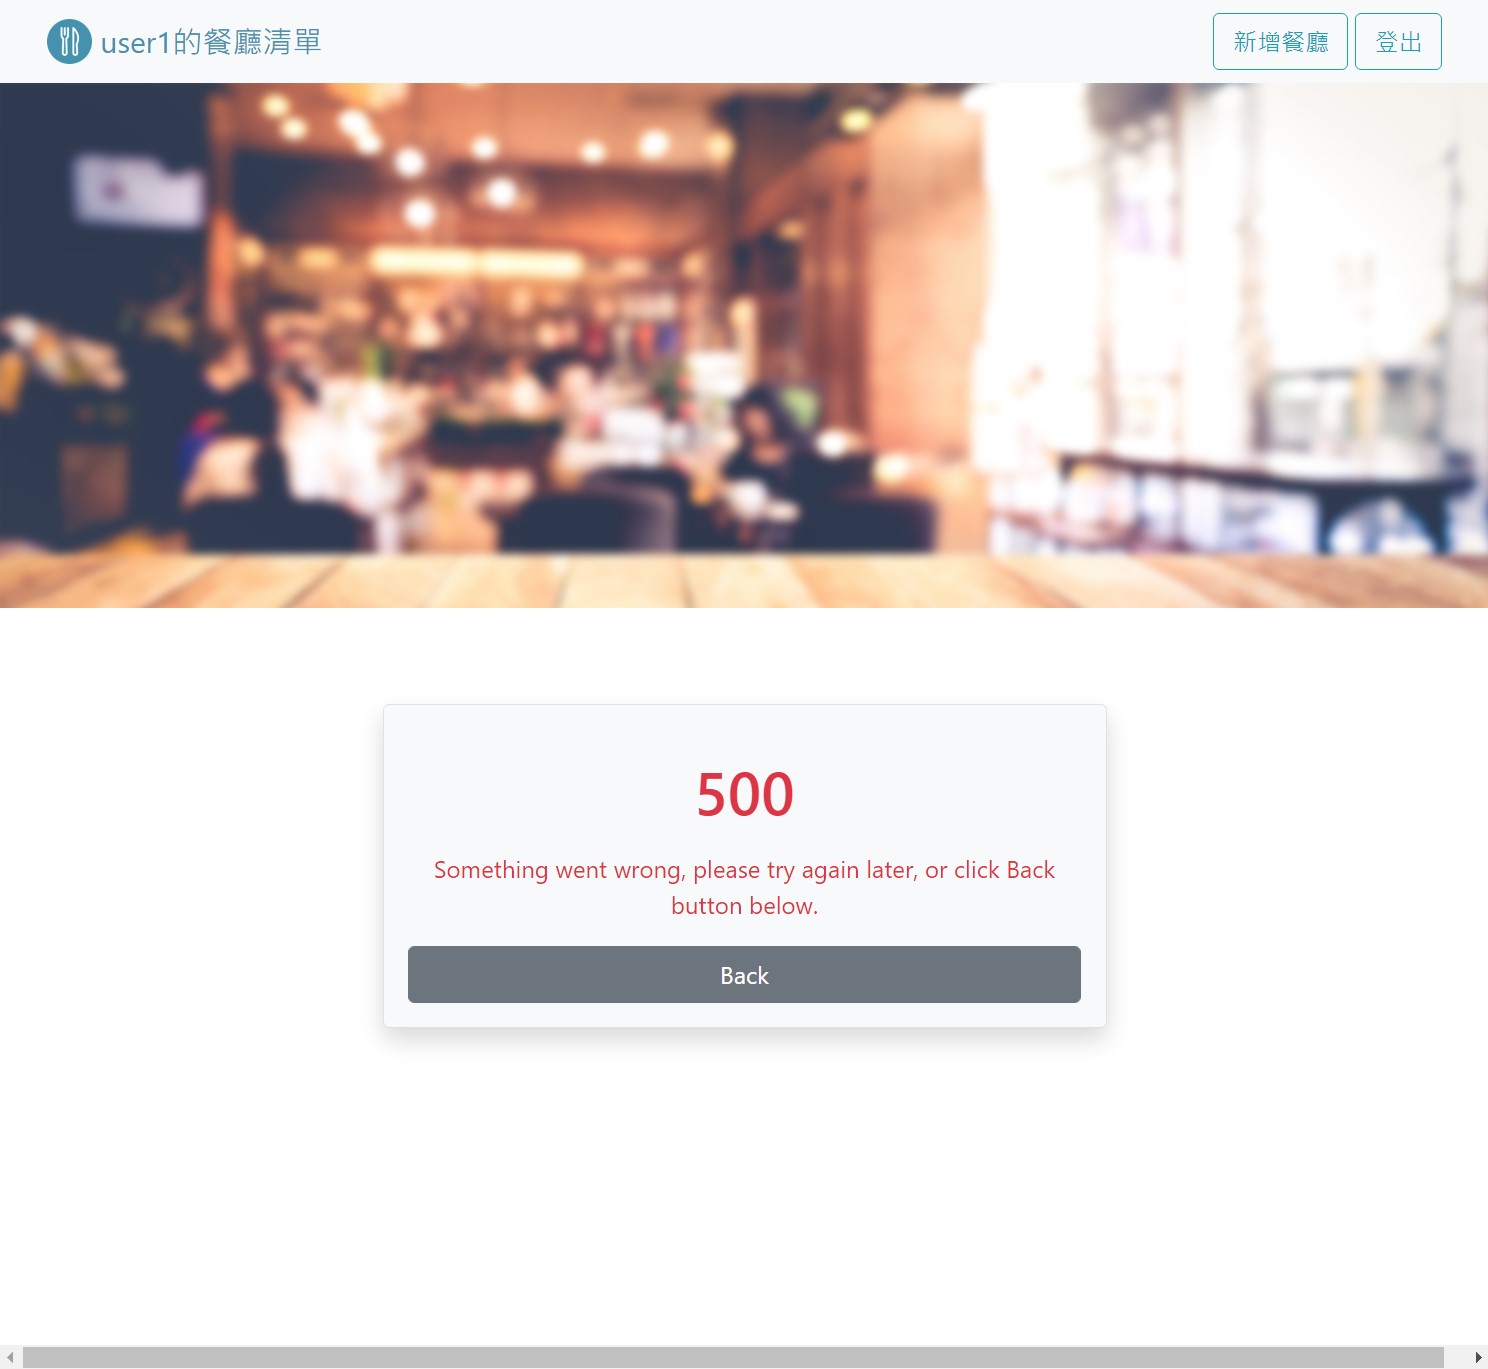 user1的餐廳清單
新增餐廳
登出
500
Something went wrong, please try again later, or click Back
button below.
Back